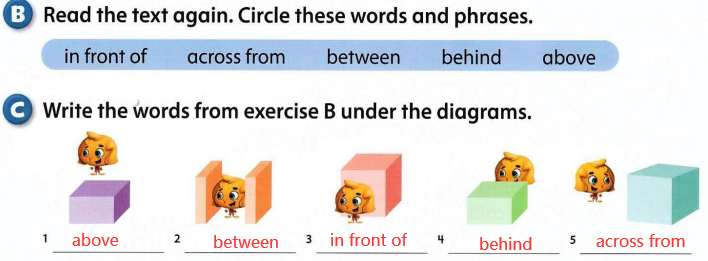 B Read the text again. Circle these words and phrases.
in front of across from between behind above
C Write the words from exercise B under the diagrams.
1 above 2 between 3 in front of 4 behind 5 across from